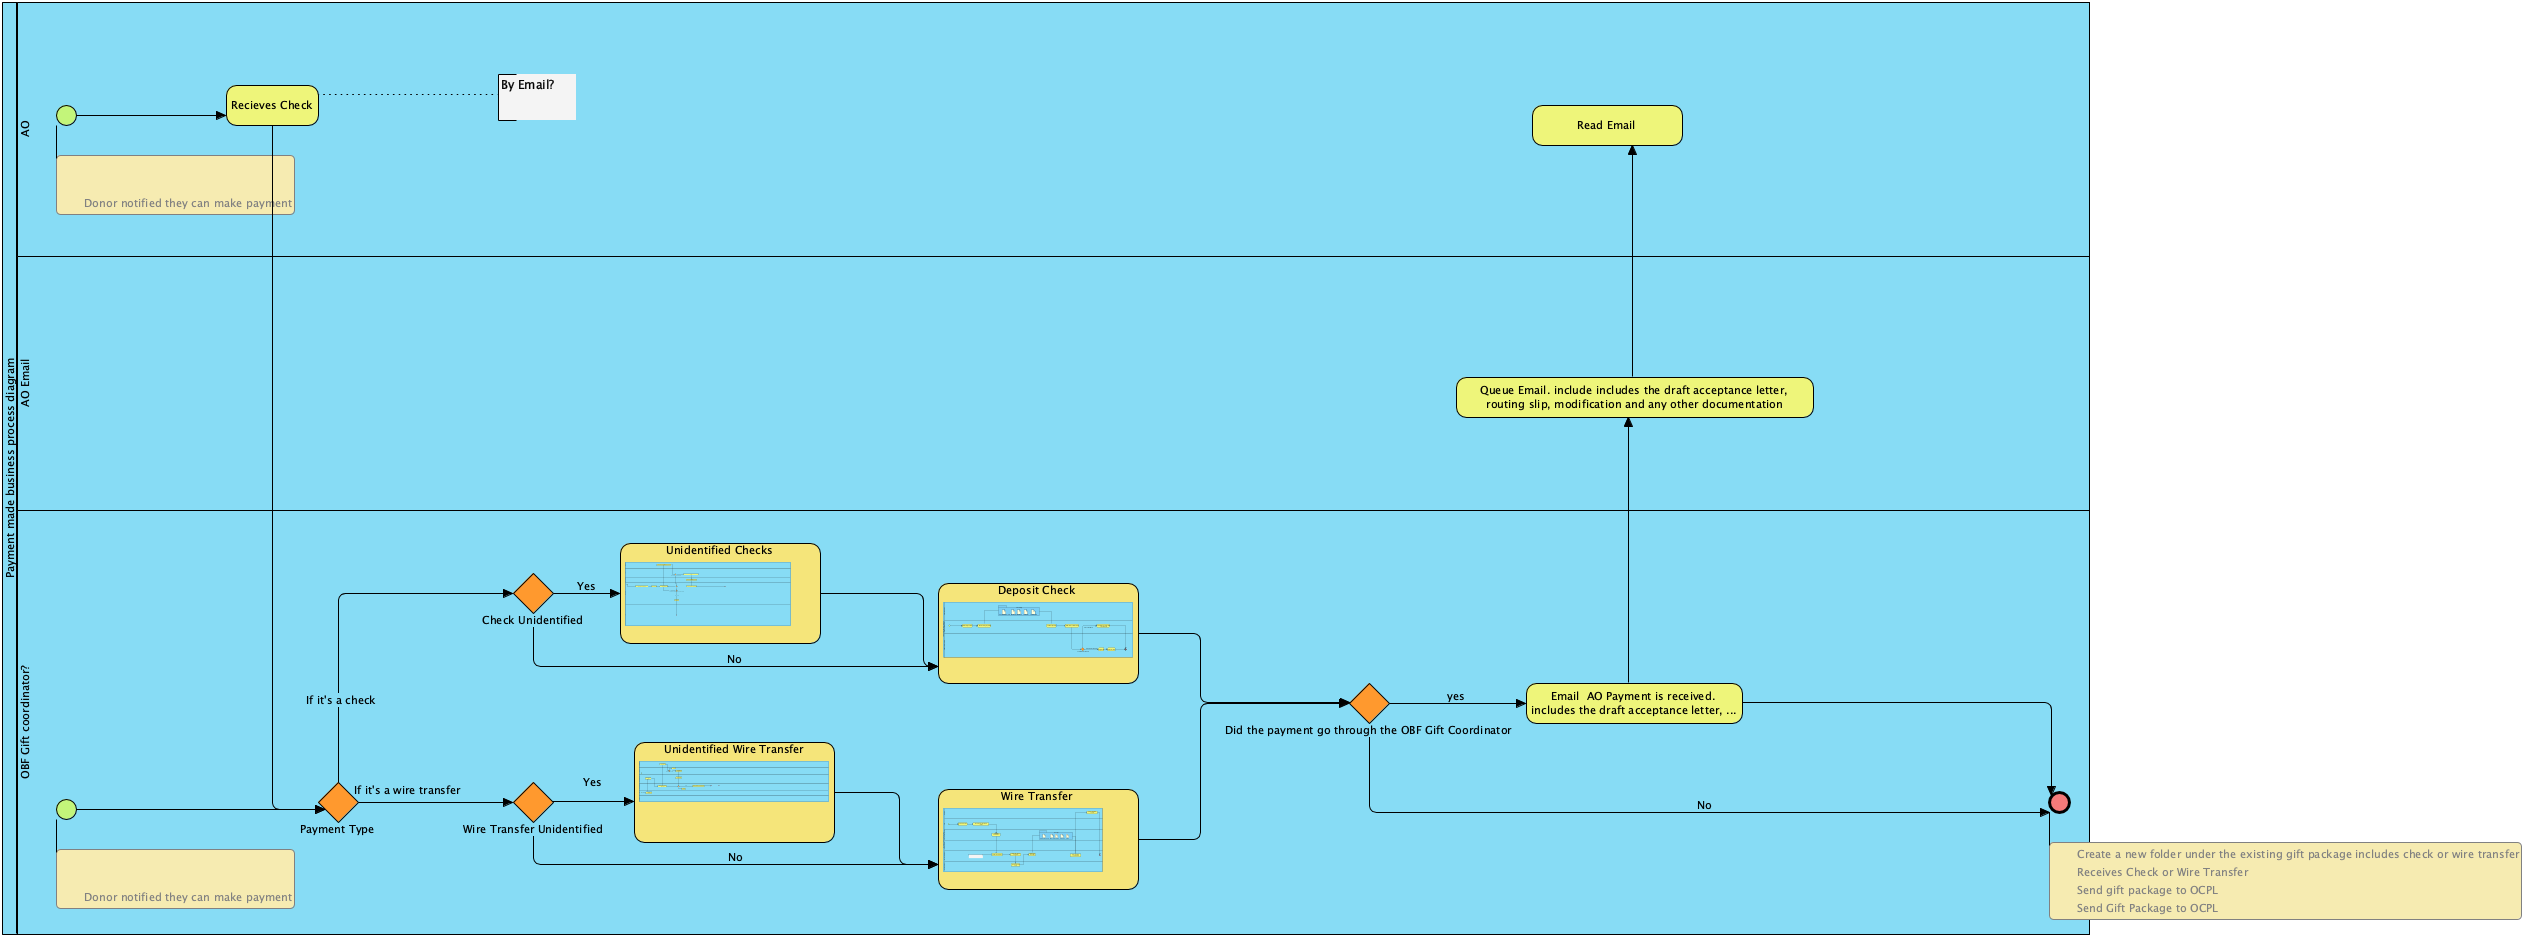 Payment made business process diagram
AO
Recieves Check
By Email?
Donor notified they can make payment
Read Email
AO Email
Queue Email. include includes the draft acceptance letter,
routing slip, modification and any other documentation
OBF Gift coordinator?
Unidentified Checks
Yes
Check Unidentified
Deposit Check
No
If it's a check
yes
Email  AO Payment is received.
includes the draft acceptance letter, ...
Did the payment go through the OBF Gift Coordinator
Unidentified Wire Transfer
Yes
If it's a wire transfer
Wire Transfer
No
Payment Type
Wire Transfer Unidentified
No
Donor notified they can make payment
Create a new folder under the existing gift package includes check or wire transfer
Receives Check or Wire Transfer
Send gift package to OCPL
Send Gift Package to OCPL